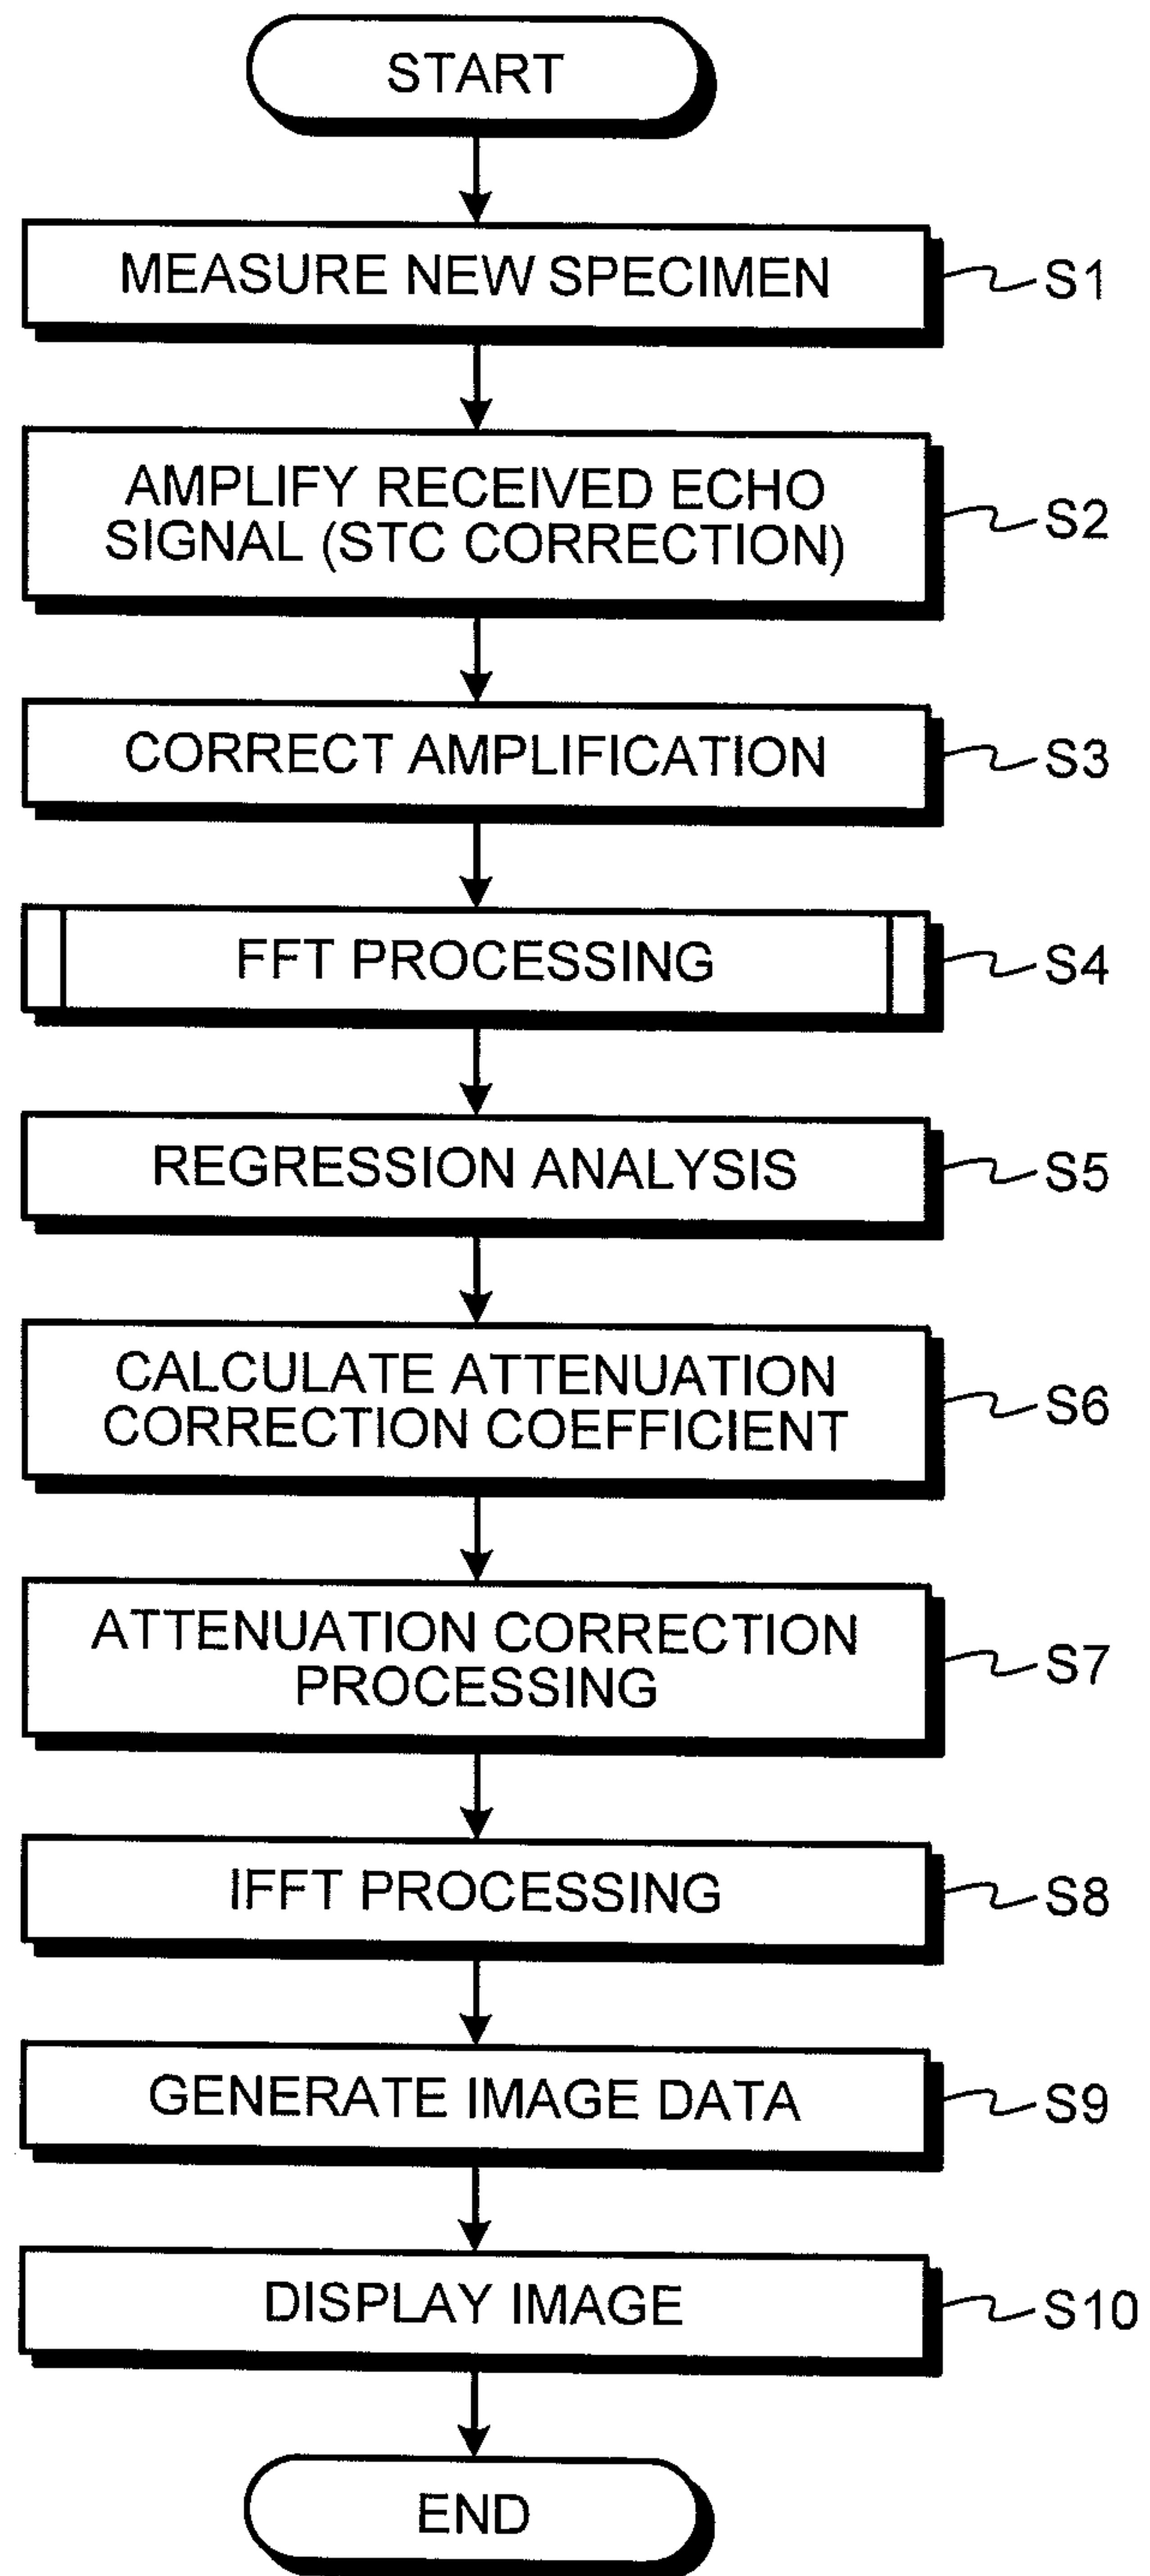 START
MEASURE NEW SPECIMEN
S1
AMPLIFY RECEIVED ECHO
SIGNAL (STC CORRECTION)
S2
CORRECT AMPLIFICATION
S3
FFT PROCESSING
S4
REGRESSION ANALYSIS
S5
CALCULATE ATTENUATION
CORRECTION COEFFICIENT
S6
ATTENUATION CORRECTION
PROCESSING
S7
IFFT PROCESSING
S8
GENERATE IMAGE DATA
S9
DISPLAY IMAGE
S10
END